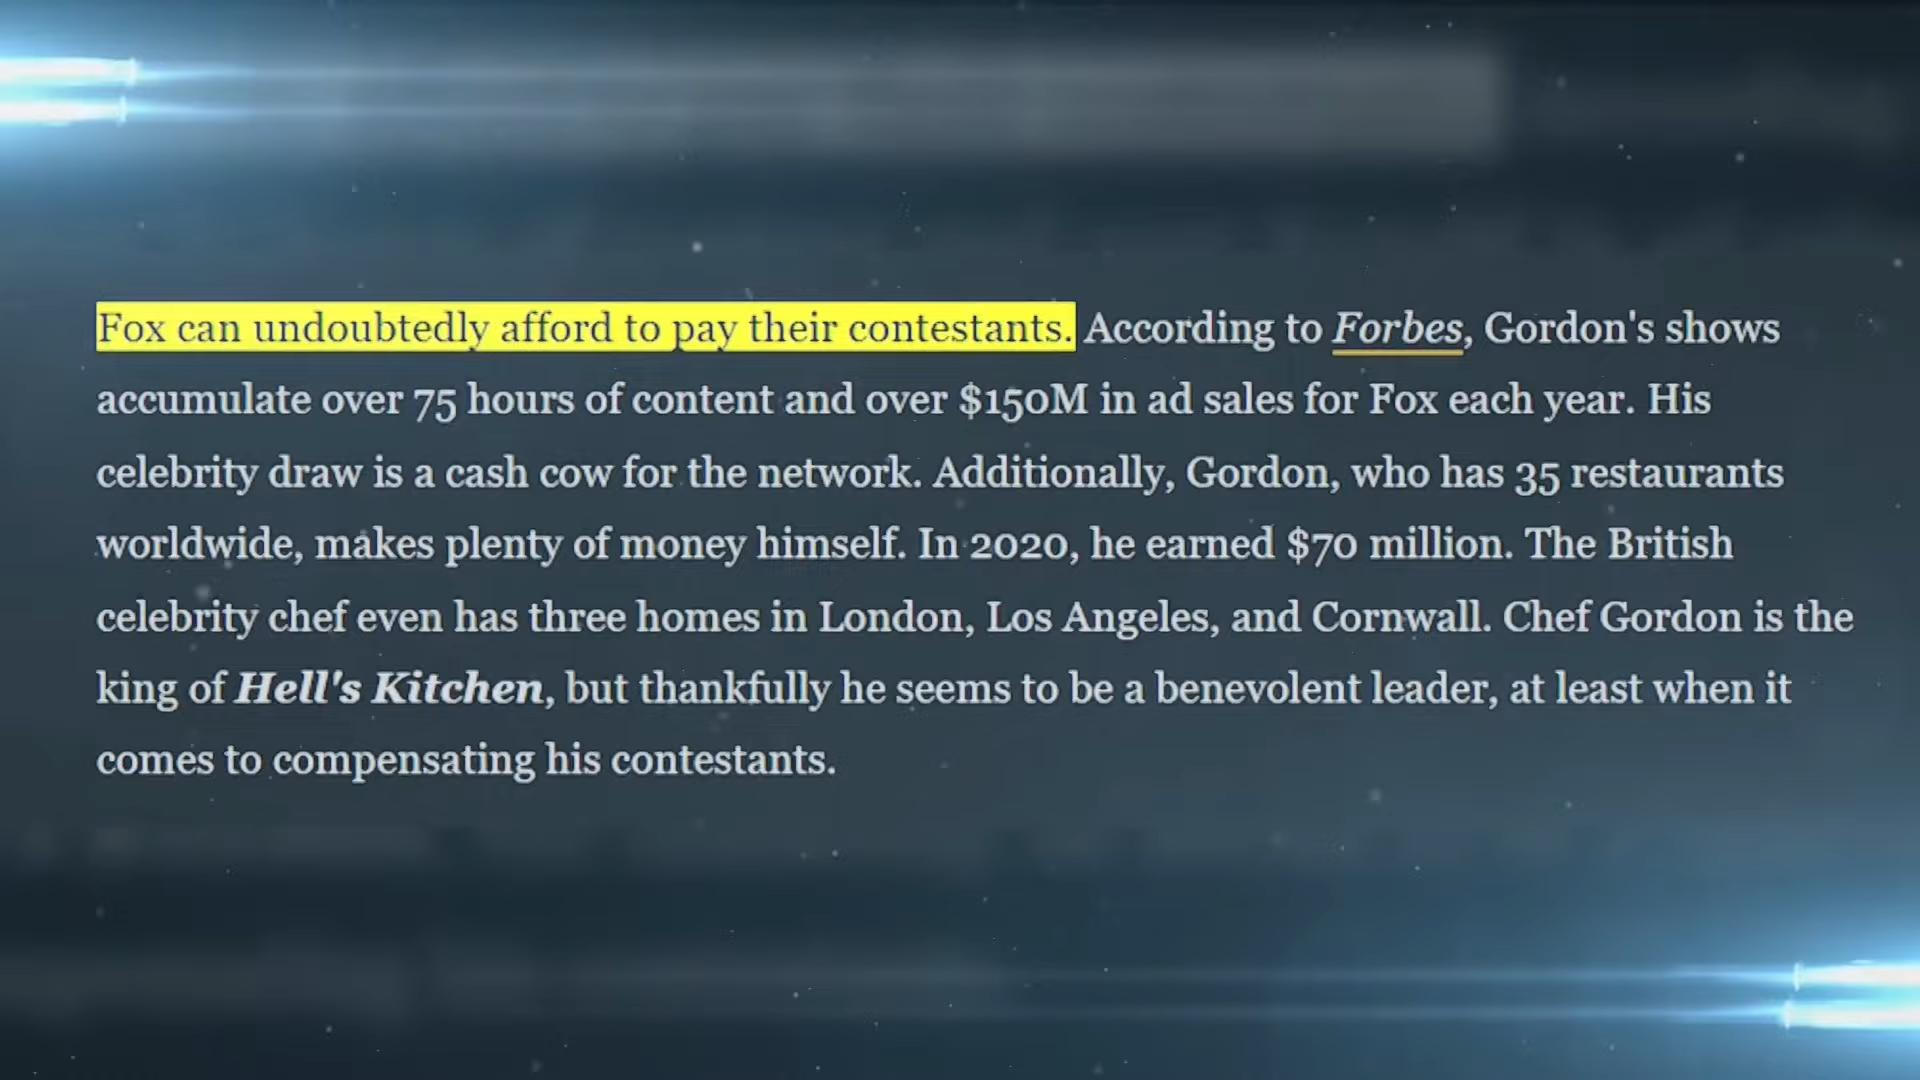 Fox can undoubtedly afford to pay their contestants. According to Forbes, Gordon's shows
accumulate over 75 hours of content and over $150M in ad sales for Fox each year. His
celebrity draw is a cash cow for the network. Additionally, Gordon, who has 35 restaurants
worldwide, makes plenty of money himself. In 2020, he earned $70 million. The British
celebrity chef even has three homes in London, Los Angeles, and Cornwall. Chef Gordon is the
king of Hell's Kitchen, but thankfully he seems to be a benevolent leader, at least when it
comes to compensating his contestants.